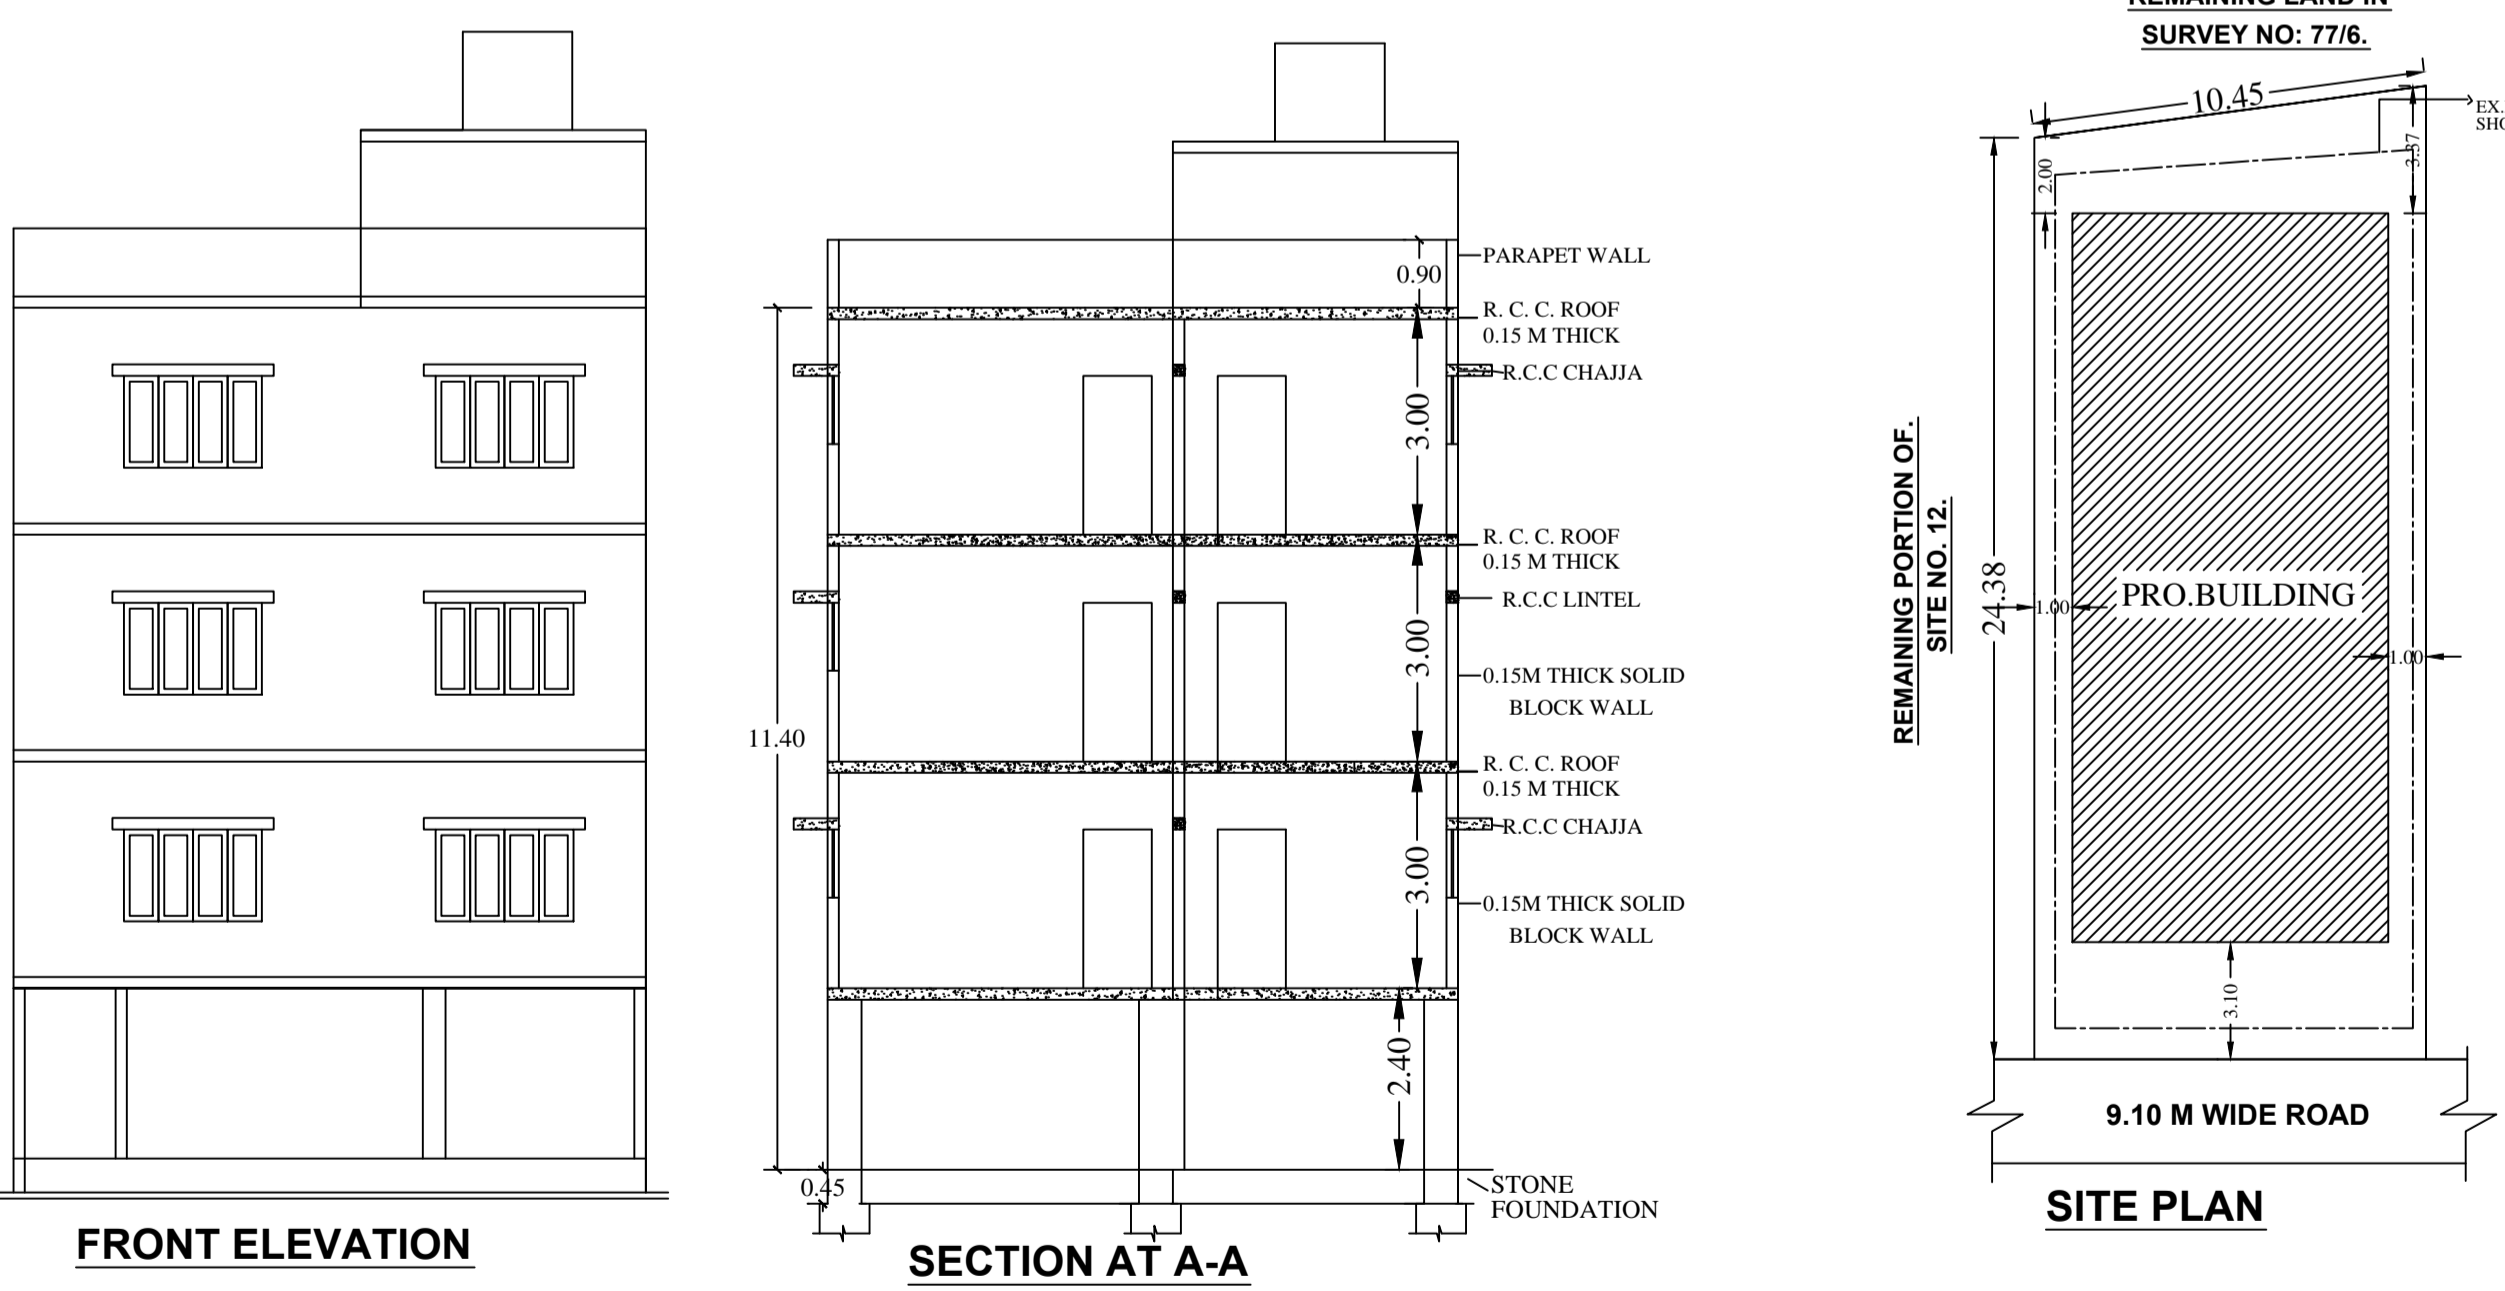 FRONT ELEVATION
0.90
11.40
3.00
3.00
3.00
2.40
0.45
PARAPET WALL
R. C. C. ROOF
0.15 M THICK
R.C.C CHAJJA
R. C. C. ROOF
0.15 M THICK
R.C.C LINTEL
0.15M THICK SOLID
BLOCK WALL
R. C. C. ROOF
0.15 M THICK
R.C.C CHAJJA
0.15M THICK SOLID
BLOCK WALL
STONE
FOUNDATION
SECTION AT A-A
REMAINING LAND IN
SURVEY NO: 77/6.
10.45
EX.
2.00
3.37
REMAINING PORTION OF.
SITE NO. 12.
24.38
1.00
PRO.BUILDING
1.00
3.10
9.10 M WIDE ROAD
SITE PLAN